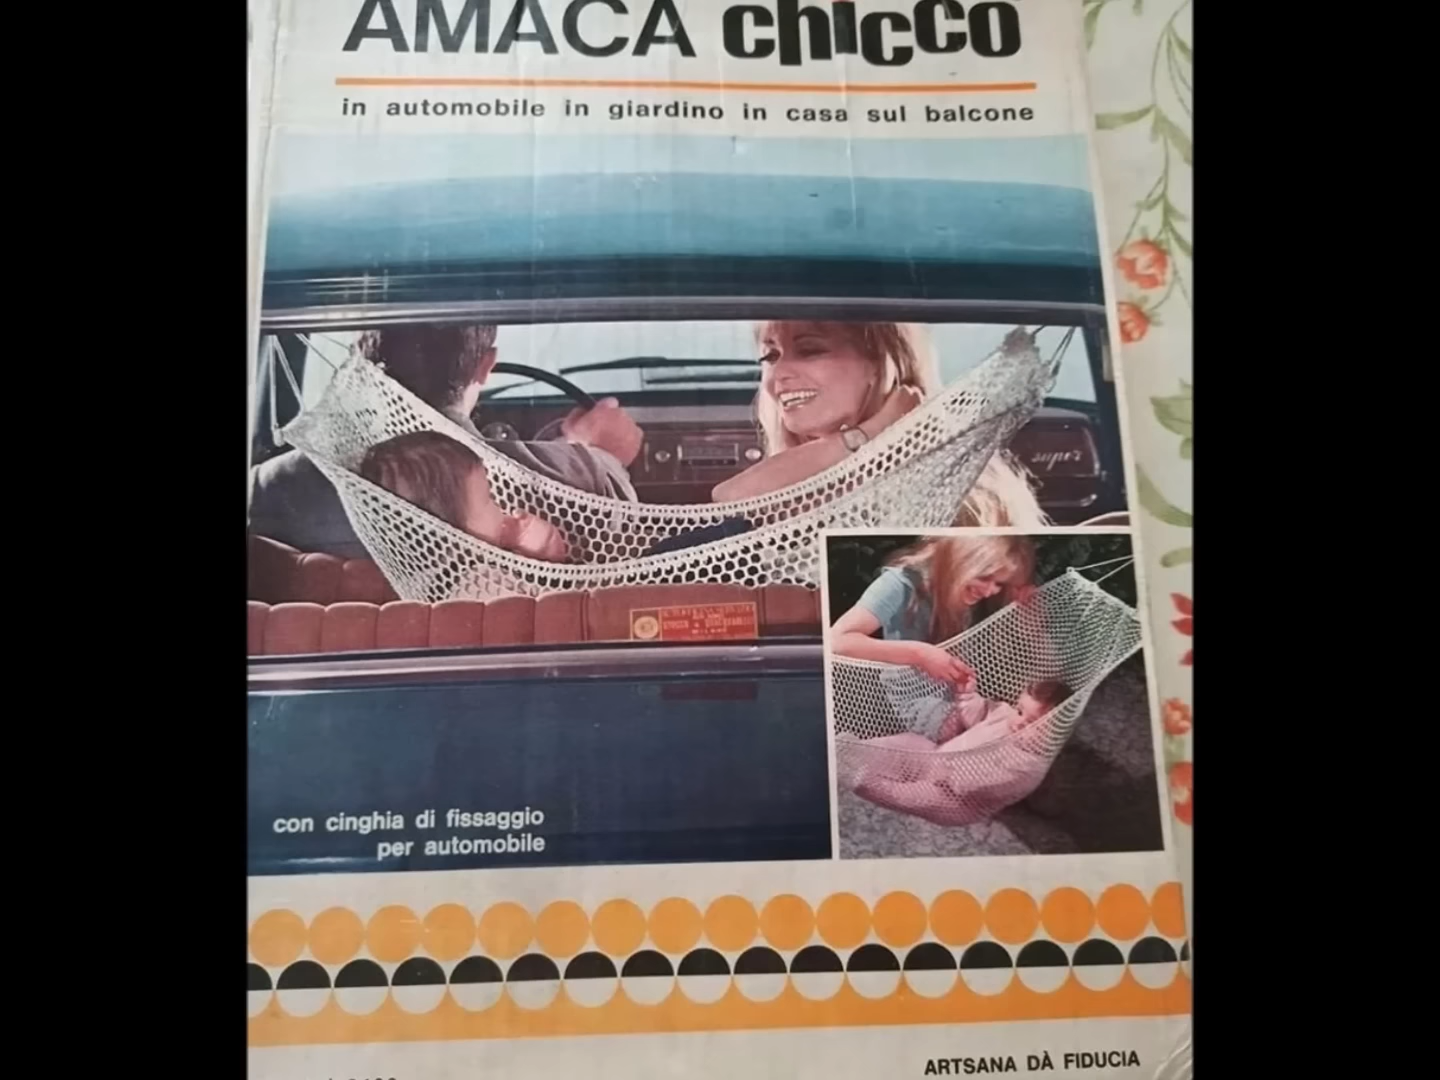 AMACA chicco
in automobile in giardino in casa sul balcone
super
con cinghia di fissaggio
per automobile
ARTSANA DÀ FIDUCIA